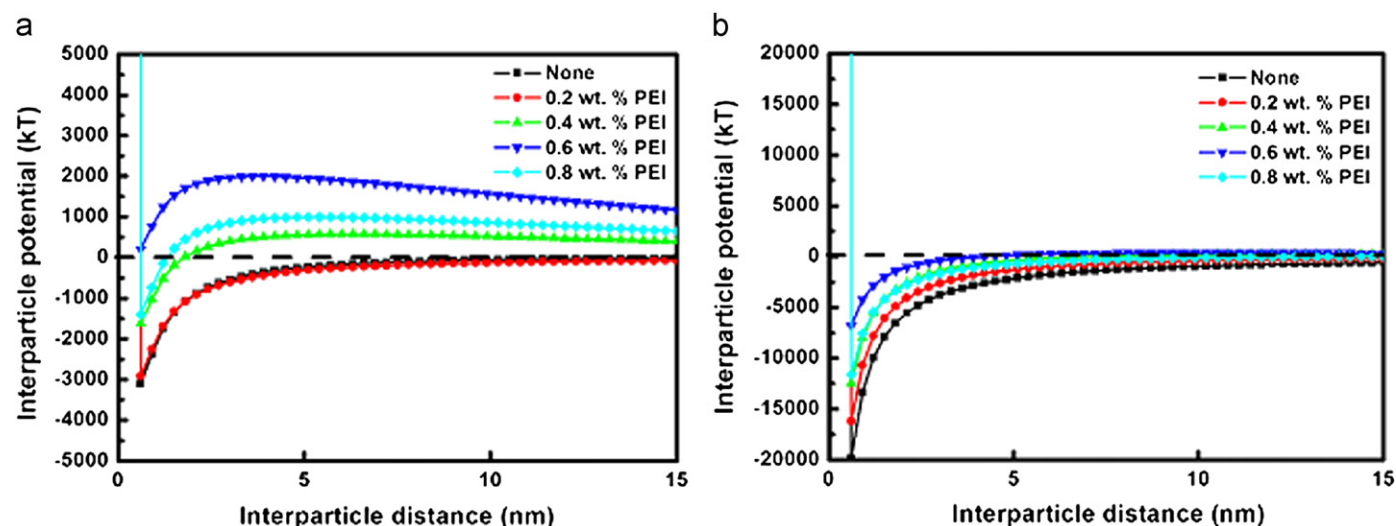 a
Interparticle potential (kT)
5000
4000
3000
2000
1000
0
-1000
-2000
-3000
-4000
-5000
None
0.2 wt. % PEI
0.4 wt. % PEI
0.6 wt. % PEI
0.8 wt. % PEI
0 5 10 15
Interparticle distance (nm)
b
Interparticle potential (kT)
20000
15000
10000
5000
0
-5000
-10000
-15000
-20000
None
0.2 wt. % PEI
0.4 wt. % PEI
0.6 wt. % PEI
0.8 wt. % PEI
0 5 10 15
Interparticle distance (nm)